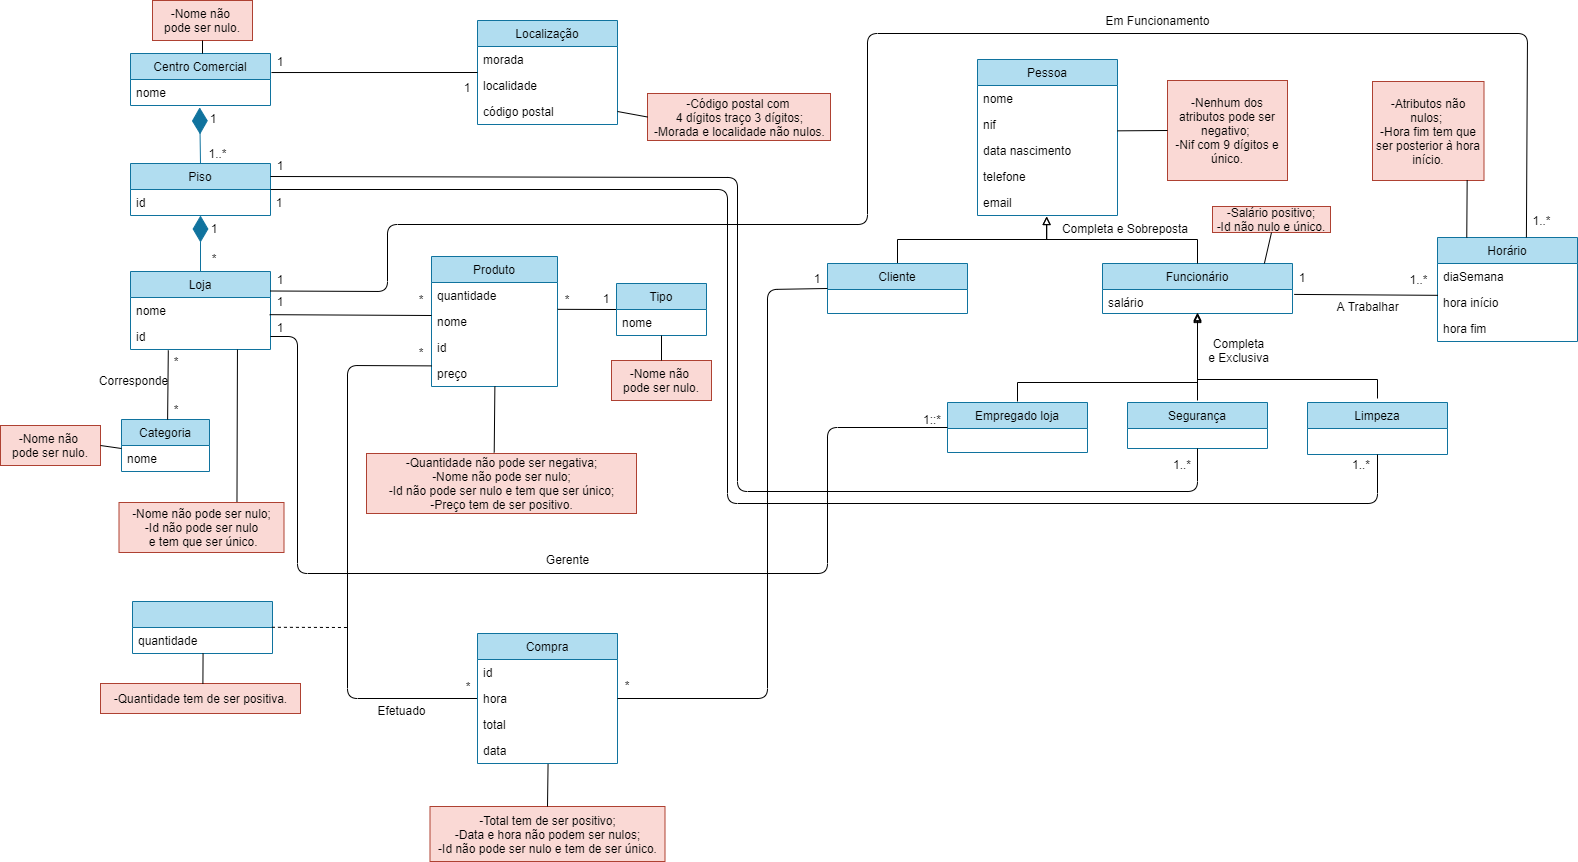 -Nome não
pode ser nulo.
Centro Comercial
nome
1
1
Localização
morada
localidade
código postal
-Código postal com
4 dígitos traço 3 dígitos;
-Morada e localidade não nulos.
Em Funcionamento
Pessoa
nome
nif
data nascimento
telefone
email
-Nenhum dos
atributos pode ser
negativo;
-Nif com 9 dígitos e
único.
-Atributos não
nulos;
-Hora fim tem que
ser posterior à hora
início.
1
1..*
Piso
id
1
1
1
*
Completa e Sobreposta
-Salário positivo;
-Id não nulo e único.
1..*
Horário
diaSemana
hora início
hora fim
Loja
nome
id
1
1
1
*
*
Produto
quantidade
nome
id
preço
*
1
Tipo
nome
-Nome não
pode ser nulo.
1
Cliente
Funcionário
salário
1
1..*
A Trabalhar
Completa
e Exclusiva
*
Corresponde
*
Categoria
nome
-Nome não
pode ser nulo.
1::*
Empregado loja
Segurança
Limpeza
1..*
1..*
-Quantidade não pode ser negativa;
-Nome não pode ser nulo;
-Id não pode ser nulo e tem que ser único;
-Preço tem de ser positivo.
-Nome não pode ser nulo;
-Id não pode ser nulo
e tem que ser único.
Gerente
quantidade
-Quantidade tem de ser positiva.
*
Efetuado
Compra
id
hora
total
data
*
-Total tem de ser positivo;
-Data e hora não podem ser nulos;
-Id não pode ser nulo e tem de ser único.